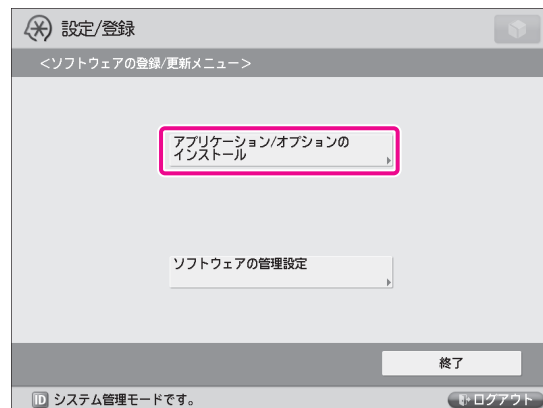 設定/登録
<ソフトウェアの登録/更新メニュー>
アプリケーション/オプションの
インストール
ソフトウェアの管理設定
終了
ID システム管理モードです。
ログアウト